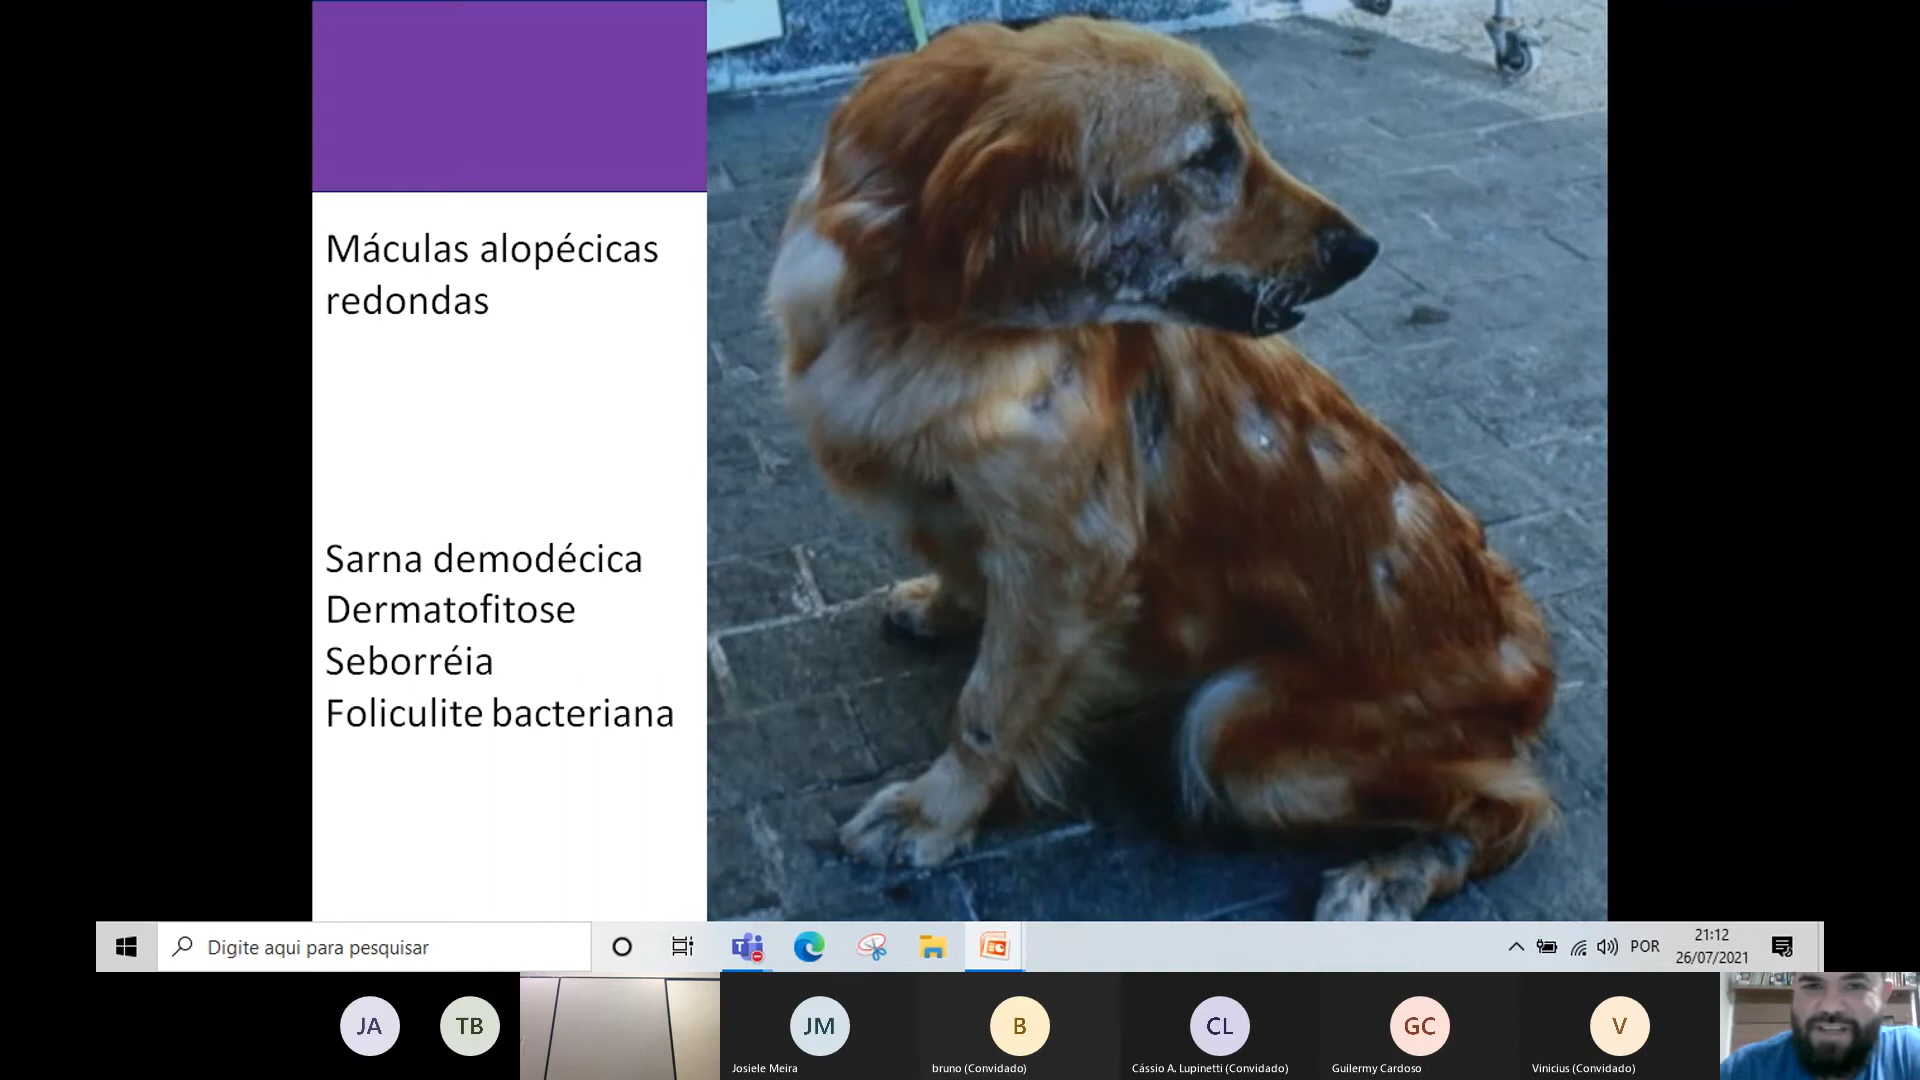 Máculas alopécicas
redondas
Sarna demodécica
Dermatofitose
Seborréia
Foliculite bacteriana
Digite aqui para pesquisar
POR
21:12
26/07/2021
JA
TB
JM
B
CL
GC
V
Josiele Meira
bruno (Convidado)
Cássio A. Lupinetti (Convidado)
Guilermy Cardoso
Vinicius (Convidado)